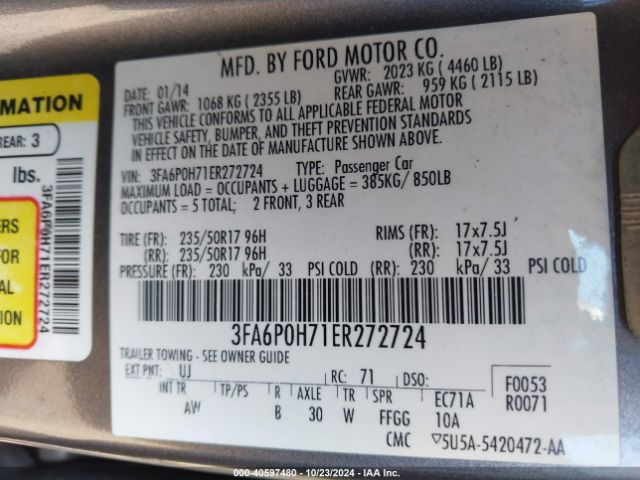 MFD. BY FORD MOTOR CO.
DATE: 01/14 GVWR: 2023 KG ( 4460 LB)
FRONT GAWR: 1068 KG ( 2355 LB) REAR GAWR: 959 KG ( 2115 LB)
THIS VEHICLE CONFORMS TO ALL APPLICABLE FEDERAL MOTOR
VEHICLE SAFETY, BUMPER, AND THEFT PREVENTION STANDARDS
IN EFFECT ON THE DATE OF MANUFACTURE SHOWN ABOVE.
VIN: 3FA6P0H71ER272724 TYPE: Passenger Car
MAXIMUM LOAD = OCCUPANTS + LUGGAGE = 385KG/ 850LB
OCCUPANTS = 5 TOTAL; 2 FRONT, 3 REAR
TIRE (FR): 235/50R17 96H RIMS (FR): 17x7.5J
(RR): 235/50R17 96H (RR): 17x7.5J
PRESSURE (FR): 230 kPa/ 33 PSI COLD (RR): 230 kPa/ 33 PSI COLD
3FA6P0H71ER272724
TRAILER TOWING - SEE OWNER GUIDE
EXT PNT: UJ RC: 71 DSO: F0053
INT TR TP/PS R AXLE TR SPR EC71A R0071
AW B 30 W FFGG 10A
CMC 5U5A-5420472-AA
RMATION
REAR: 3
lbs.
3FA6P0H71ER272724
ERS
FOR
AL
ON
000-40597480 - 10/23/2024 - IAA Inc.